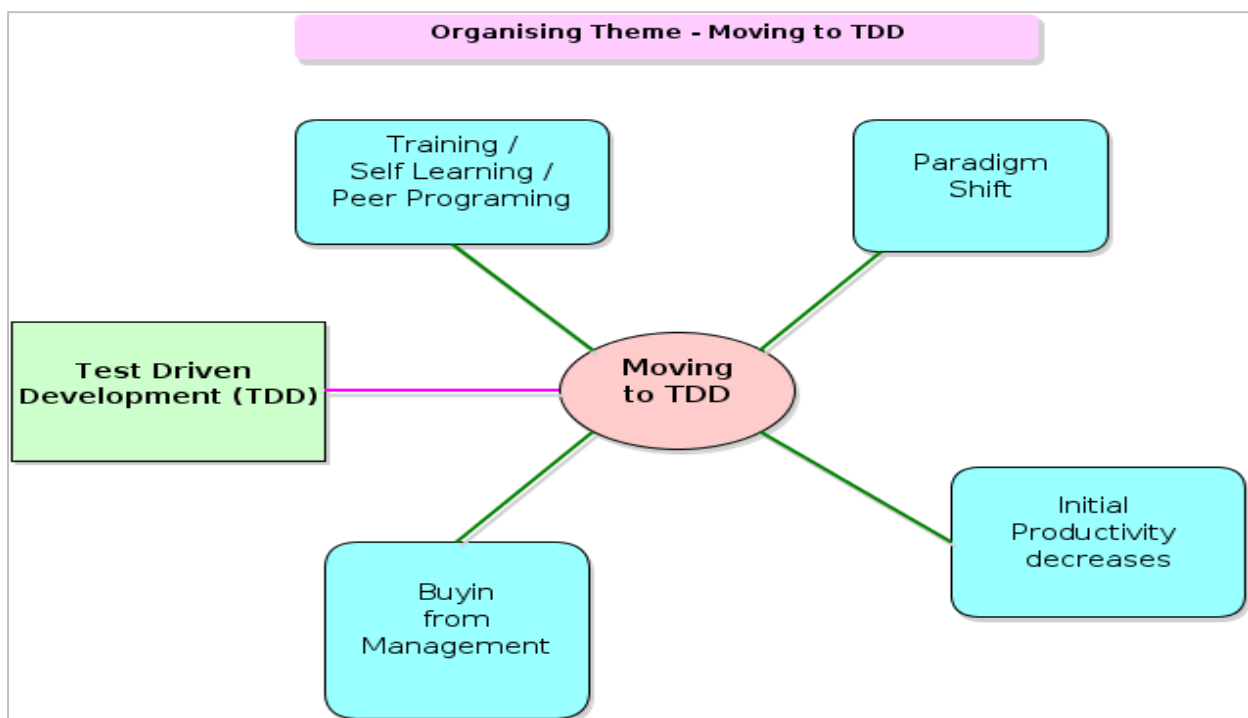 Organising Theme - Moving to TDD
Training /
Self Learning /
Peer Programing
Paradigm
Shift
Test Driven
Development (TDD)
Moving
to TDD
Initial
Productivity
decreases
Buyin
from
Management